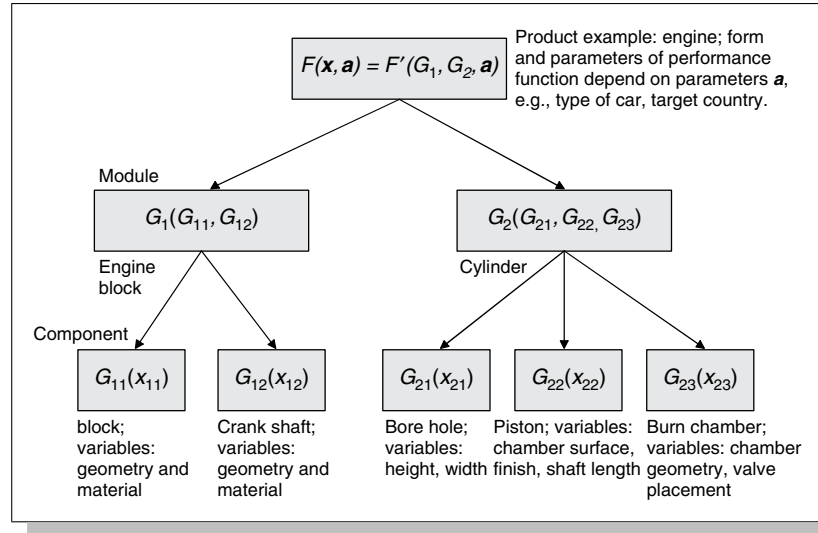 F(x, a) = F′(G₁, G₂, a)
Product example: engine; form
and parameters of performance
function depend on parameters a,
e.g., type of car, target country.
Module
G₁(G₁₁, G₁₂)
G₂(G₂₁, G₂₂, G₂₃)
Engine
block
Cylinder
Component
G₁₁(x₁₁)
G₁₂(x₁₂)
G₂₁(x₂₁)
G₂₂(x₂₂)
G₂₃(x₂₃)
block;
variables:
geometry and
material
Crank shaft;
variables:
geometry and
material
Bore hole;
variables:
height, width
Piston; variables:
chamber surface,
finish, shaft length
Burn chamber;
variables: chamber
geometry, valve
placement